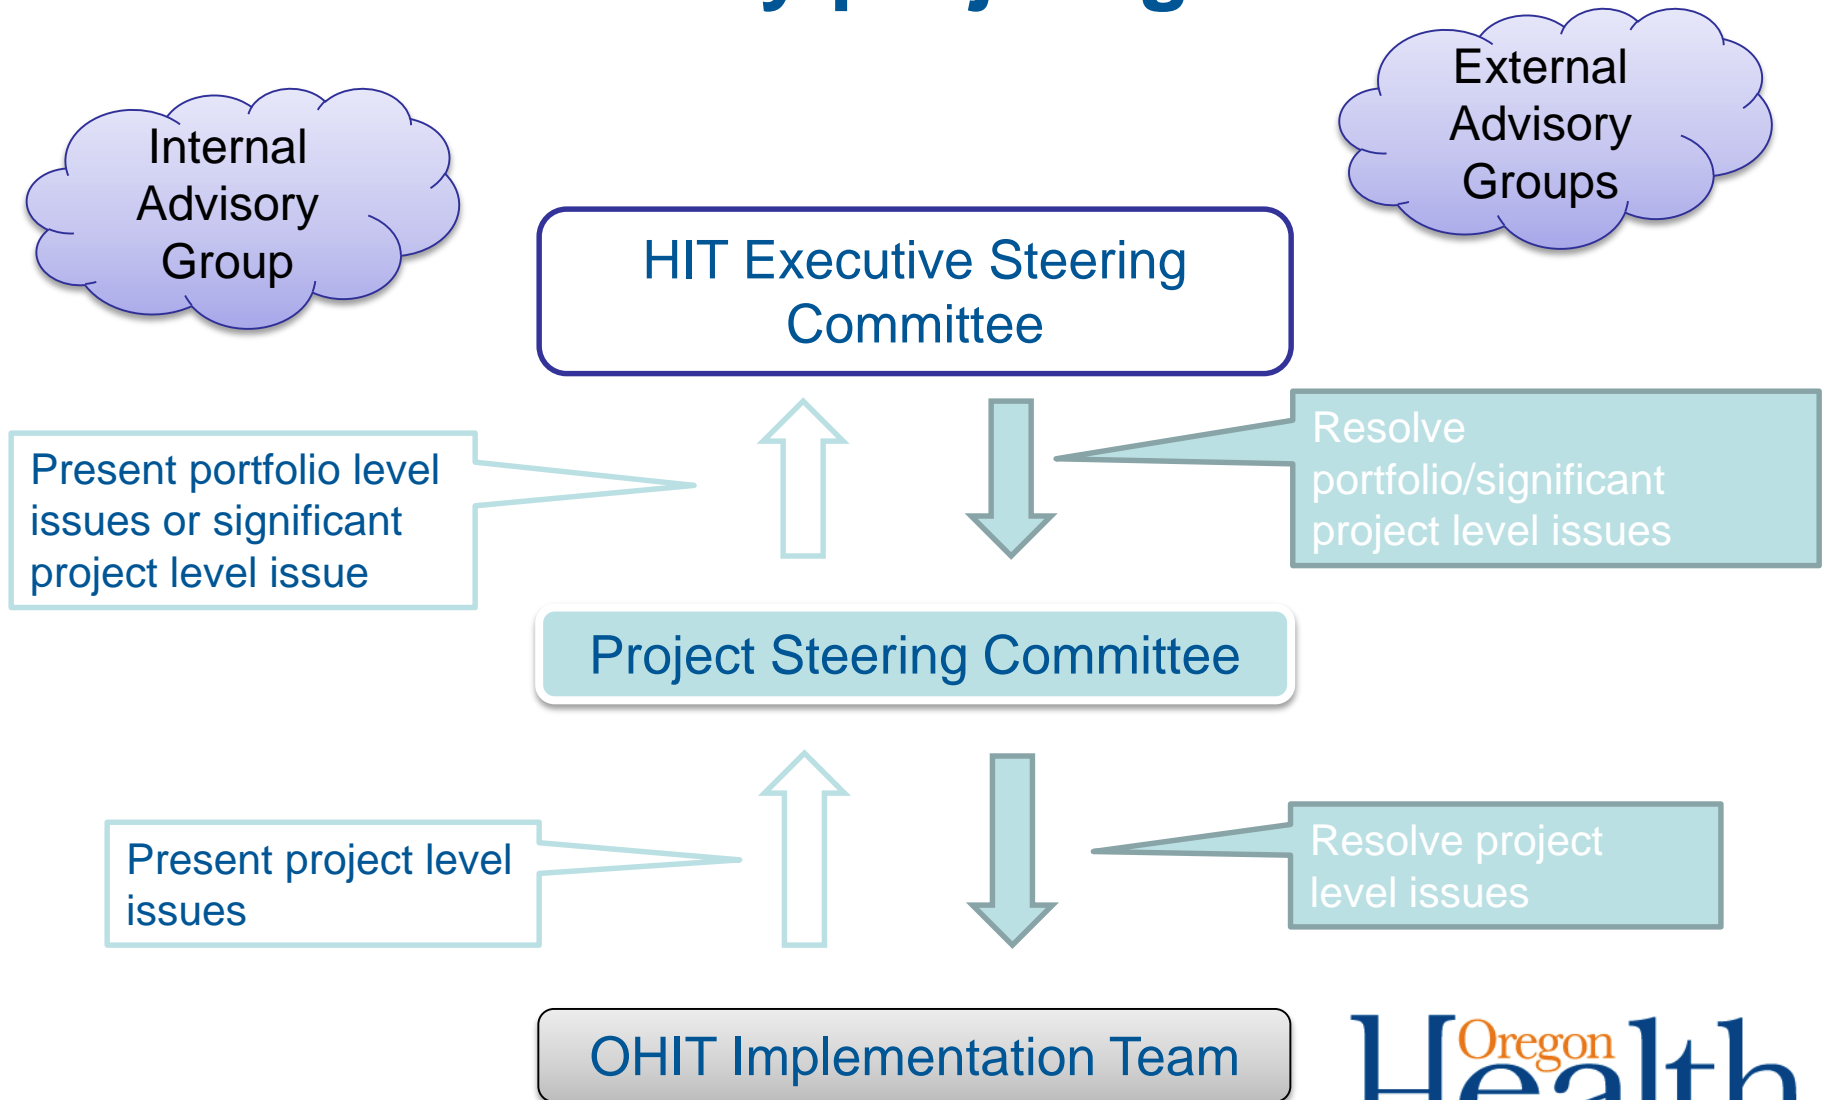 Internal
Advisory
Group
External
Advisory
Groups
HIT Executive Steering
Committee
Present portfolio level
issues or significant
project level issue
Resolve
portfolio/significant
project level issues
Project Steering Committee
Present project level
issues
Resolve project
level issues
OHIT Implementation Team
Oregon
Health